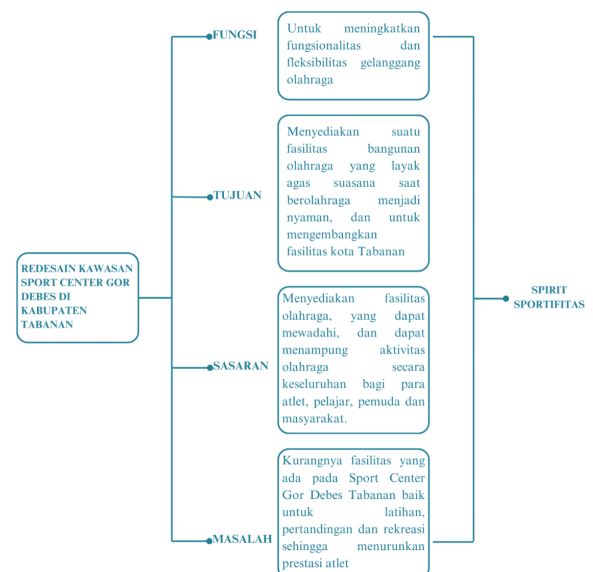 REDESAIN KAWASAN
SPORT CENTER GOR
DEBES DI
KABUPATEN
TABANAN
FUNGSI
Untuk meningkatkan
fungsionalitas dan
fleksibilitas gelanggang
olahraga
TUJUAN
Menyediakan suatu
fasilitas bangunan
olahraga yang layak
agas suasana saat
berolahraga menjadi
nyaman, dan untuk
mengembangkan
fasilitas kota Tabanan
SASARAN
Menyediakan fasilitas
olahraga, yang dapat
mewadahi, dan dapat
menampung aktivitas
olahraga secara
keseluruhan bagi para
atlet, pelajar, pemuda dan
masyarakat.
MASALAH
Kurangnya fasilitas yang
ada pada Sport Center
Gor Debes Tabanan baik
untuk latihan,
pertandingan dan rekreasi
sehingga menurunkan
prestasi atlet
SPIRIT
SPORTIFITAS